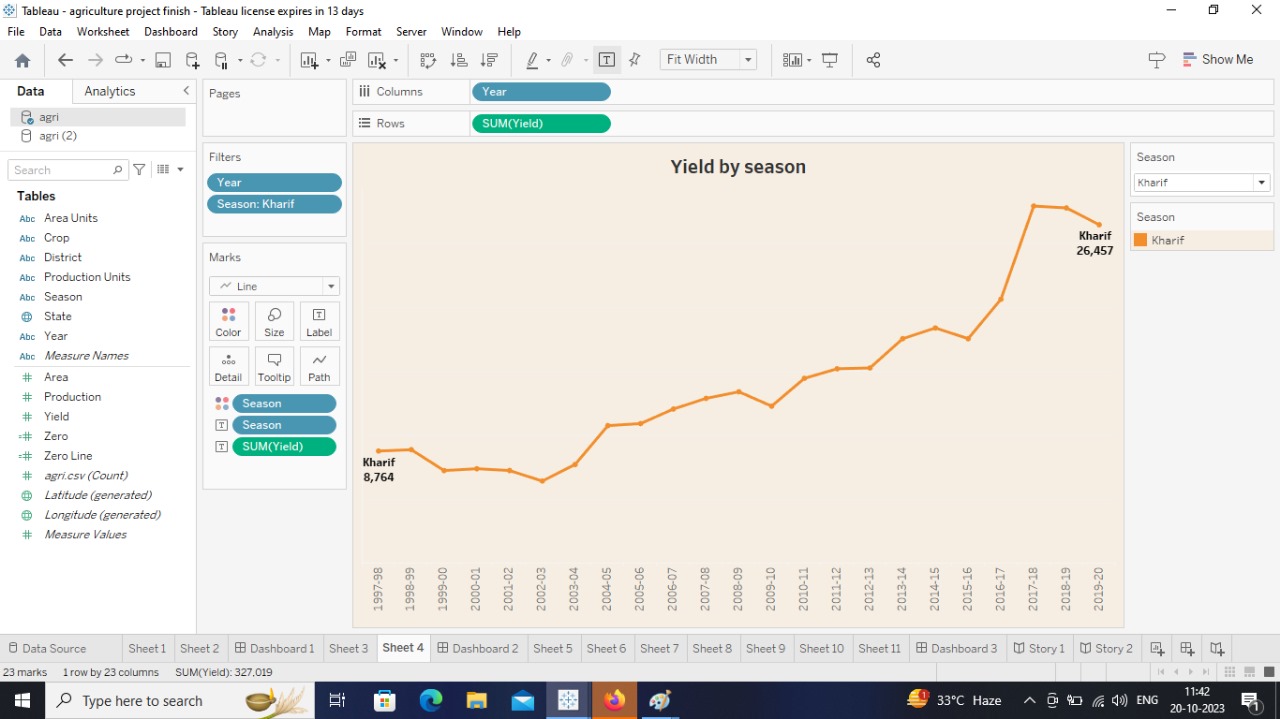 Tableau - agriculture project finish - Tableau license expires in 13 days
File Data Worksheet Dashboard Story Analysis Map Format Server Window Help
Fit Width
Show Me
Data Analytics
agri
agri (2)
Search
Tables
Abc Area Units
Abc Crop
Abc District
Abc Production Units
Abc Season
State
Abc Year
Abc Measure Names
# Area
# Production
# Yield
=# Zero
=# Zero Line
# agri.csv (Count)
Latitude (generated)
Longitude (generated)
# Measure Values
Pages
Filters
Year
Season: Kharif
Marks
Line
Color Size Label
Detail Tooltip Path
Season
Season
SUM(Yield)
Columns Year
Rows SUM(Yield)
Yield by season
Kharif
8,764
Kharif
26,457
1997-98
1998-99
1999-00
2000-01
2001-02
2002-03
2003-04
2004-05
2005-06
2006-07
2007-08
2008-09
2009-10
2010-11
2011-12
2012-13
2013-14
2014-15
2015-16
2016-17
2017-18
2018-19
2019-20
Season
Kharif
Season
Kharif
Data Source Sheet 1 Sheet 2 Dashboard 1 Sheet 3 Sheet 4 Dashboard 2 Sheet 5 Sheet 6 Sheet 7 Sheet 8 Sheet 9 Sheet 10 Sheet 11 Dashboard 3 Story 1 Story 2
23 marks 1 row by 23 columns SUM(Yield): 327,019
Type here to search
1
33°C Haze
ENG
11:42
20-10-2023
1